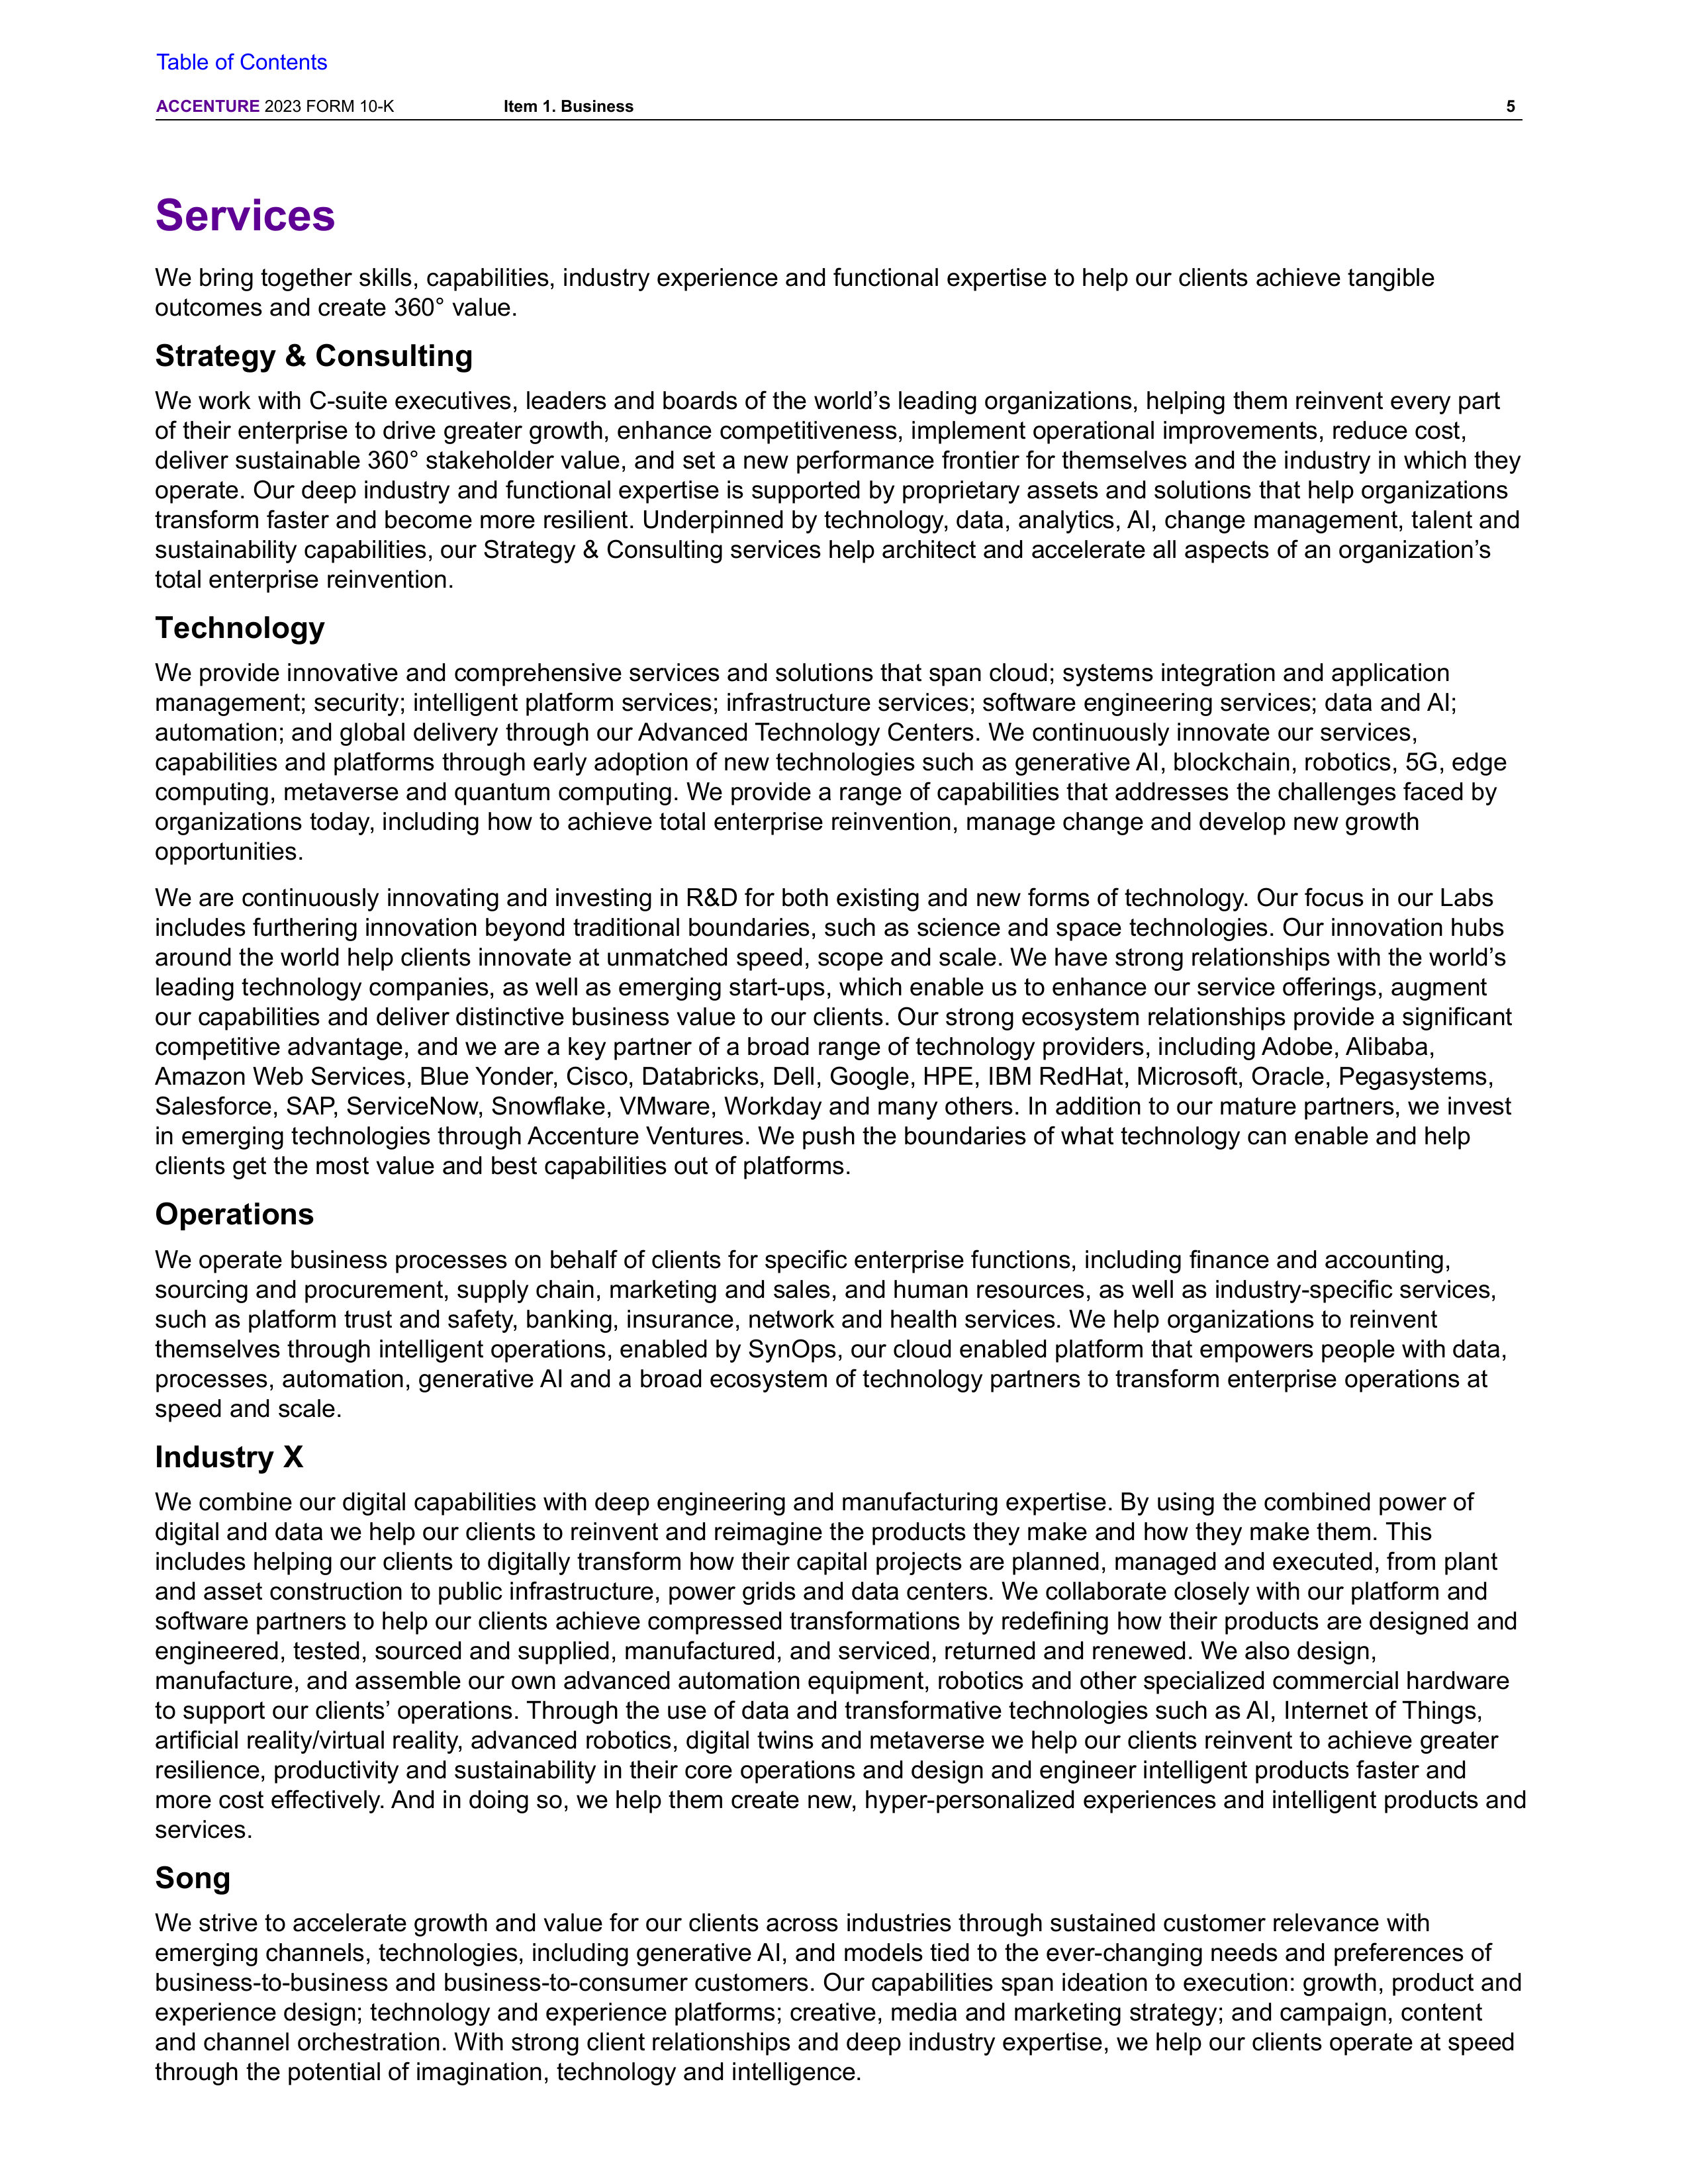 Table of Contents
ACCENTURE 2023 FORM 10-K Item 1. Business 5
Services
We bring together skills, capabilities, industry experience and functional expertise to help our clients achieve tangible
outcomes and create 360° value.
Strategy & Consulting
We work with C-suite executives, leaders and boards of the world’s leading organizations, helping them reinvent every part
of their enterprise to drive greater growth, enhance competitiveness, implement operational improvements, reduce cost,
deliver sustainable 360° stakeholder value, and set a new performance frontier for themselves and the industry in which they
operate. Our deep industry and functional expertise is supported by proprietary assets and solutions that help organizations
transform faster and become more resilient. Underpinned by technology, data, analytics, AI, change management, talent and
sustainability capabilities, our Strategy & Consulting services help architect and accelerate all aspects of an organization’s
total enterprise reinvention.
Technology
We provide innovative and comprehensive services and solutions that span cloud; systems integration and application
management; security; intelligent platform services; infrastructure services; software engineering services; data and AI;
automation; and global delivery through our Advanced Technology Centers. We continuously innovate our services,
capabilities and platforms through early adoption of new technologies such as generative AI, blockchain, robotics, 5G, edge
computing, metaverse and quantum computing. We provide a range of capabilities that addresses the challenges faced by
organizations today, including how to achieve total enterprise reinvention, manage change and develop new growth
opportunities.
We are continuously innovating and investing in R&D for both existing and new forms of technology. Our focus in our Labs
includes furthering innovation beyond traditional boundaries, such as science and space technologies. Our innovation hubs
around the world help clients innovate at unmatched speed, scope and scale. We have strong relationships with the world’s
leading technology companies, as well as emerging start-ups, which enable us to enhance our service offerings, augment
our capabilities and deliver distinctive business value to our clients. Our strong ecosystem relationships provide a significant
competitive advantage, and we are a key partner of a broad range of technology providers, including Adobe, Alibaba,
Amazon Web Services, Blue Yonder, Cisco, Databricks, Dell, Google, HPE, IBM RedHat, Microsoft, Oracle, Pegasystems,
Salesforce, SAP, ServiceNow, Snowflake, VMware, Workday and many others. In addition to our mature partners, we invest
in emerging technologies through Accenture Ventures. We push the boundaries of what technology can enable and help
clients get the most value and best capabilities out of platforms.
Operations
We operate business processes on behalf of clients for specific enterprise functions, including finance and accounting,
sourcing and procurement, supply chain, marketing and sales, and human resources, as well as industry-specific services,
such as platform trust and safety, banking, insurance, network and health services. We help organizations to reinvent
themselves through intelligent operations, enabled by SynOps, our cloud enabled platform that empowers people with data,
processes, automation, generative AI and a broad ecosystem of technology partners to transform enterprise operations at
speed and scale.
Industry X
We combine our digital capabilities with deep engineering and manufacturing expertise. By using the combined power of
digital and data we help our clients to reinvent and reimagine the products they make and how they make them. This
includes helping our clients to digitally transform how their capital projects are planned, managed and executed, from plant
and asset construction to public infrastructure, power grids and data centers. We collaborate closely with our platform and
software partners to help our clients achieve compressed transformations by redefining how their products are designed and
engineered, tested, sourced and supplied, manufactured, and serviced, returned and renewed. We also design,
manufacture, and assemble our own advanced automation equipment, robotics and other specialized commercial hardware
to support our clients’ operations. Through the use of data and transformative technologies such as AI, Internet of Things,
artificial reality/virtual reality, advanced robotics, digital twins and metaverse we help our clients reinvent to achieve greater
resilience, productivity and sustainability in their core operations and design and engineer intelligent products faster and
more cost effectively. And in doing so, we help them create new, hyper-personalized experiences and intelligent products and
services.
Song
We strive to accelerate growth and value for our clients across industries through sustained customer relevance with
emerging channels, technologies, including generative AI, and models tied to the ever-changing needs and preferences of
business-to-business and business-to-consumer customers. Our capabilities span ideation to execution: growth, product and
experience design; technology and experience platforms; creative, media and marketing strategy; and campaign, content
and channel orchestration. With strong client relationships and deep industry expertise, we help our clients operate at speed
through the potential of imagination, technology and intelligence.